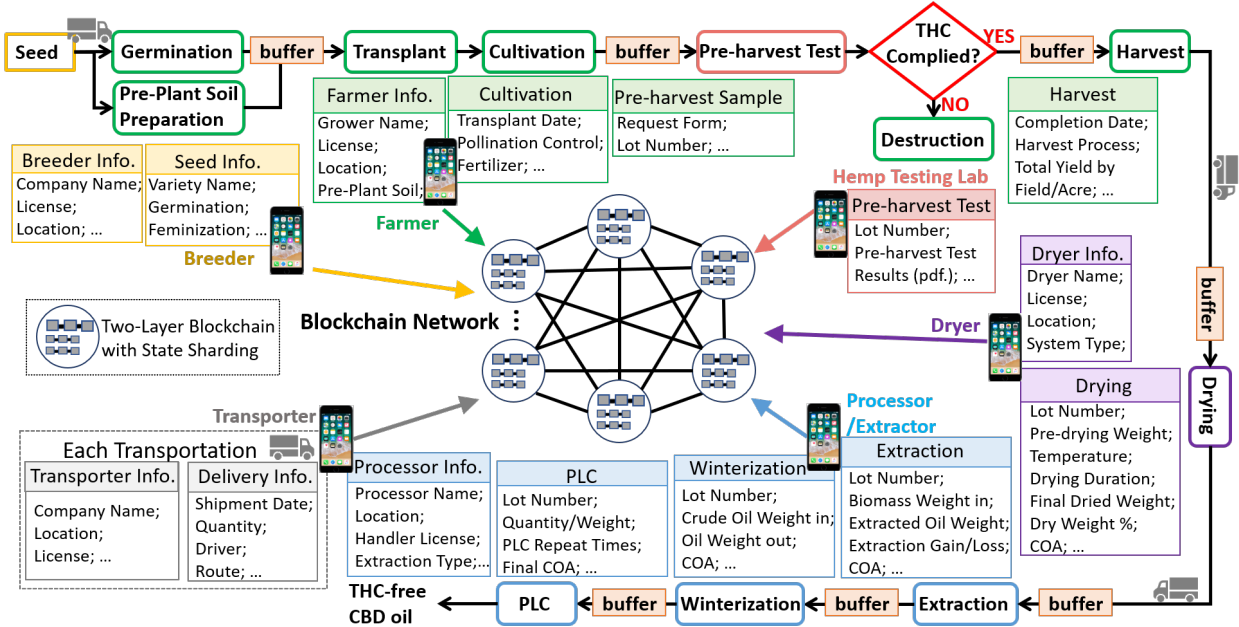 Seed
Germination
buffer
Transplant
Cultivation
buffer
Pre-harvest Test
THC
Complied?
YES
buffer
Harvest
Pre-Plant Soil
Preparation
NO
Destruction
Farmer Info.
Grower Name;
License;
Location;
Pre-Plant Soil;
Cultivation
Transplant Date;
Pollination Control;
Fertilizer; ...
Pre-harvest Sample
Request Form;
Lot Number; ...
Harvest
Completion Date;
Harvest Process;
Total Yield by
Field/Acre; ...
Breeder Info.
Company Name;
License;
Location; ...
Seed Info.
Variety Name;
Germination;
Feminization; ...
Breeder
Farmer
Hemp Testing Lab
Pre-harvest Test
Lot Number;
Pre-harvest Test
Results (pdf.); ...
Dryer Info.
Dryer Name;
License;
Location;
System Type;
buffer
Two-Layer Blockchain
with State Sharding
Blockchain Network
Dryer
Drying
Drying
Lot Number;
Pre-drying Weight;
Temperature;
Drying Duration;
Final Dried Weight;
Dry Weight %;
COA; ...
Transporter
Each Transportation
Transporter Info.
Company Name;
Location;
License; ...
Delivery Info.
Shipment Date;
Quantity;
Driver;
Route; ...
Processor
/Extractor
Processor Info.
Processor Name;
Location;
Handler License;
Extraction Type;...
PLC
Lot Number;
Quantity/Weight;
PLC Repeat Times;
Final COA; ...
Winterization
Lot Number;
Crude Oil Weight in;
Oil Weight out;
COA; ...
Extraction
Lot Number;
Biomass Weight in;
Extracted Oil Weight;
Extraction Gain/Loss;
COA; ...
THC-free
CBD oil
PLC
buffer
Winterization
buffer
Extraction
buffer